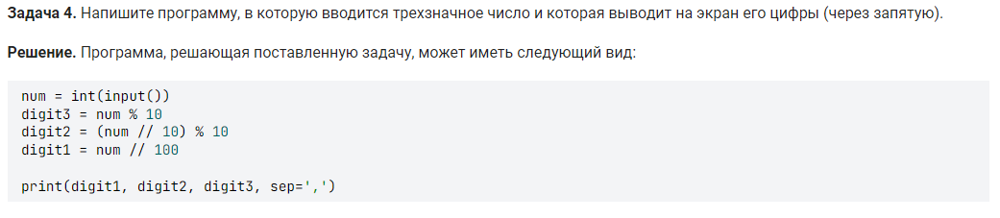 Задача 4. Напишите программу, в которую вводится трехзначное число и которая выводит на экран его цифры (через запятую).
Решение. Программа, решающая поставленную задачу, может иметь следующий вид:
num = int(input())
digit3 = num % 10
digit2 = (num // 10) % 10
digit1 = num // 100
print(digit1, digit2, digit3, sep=',')